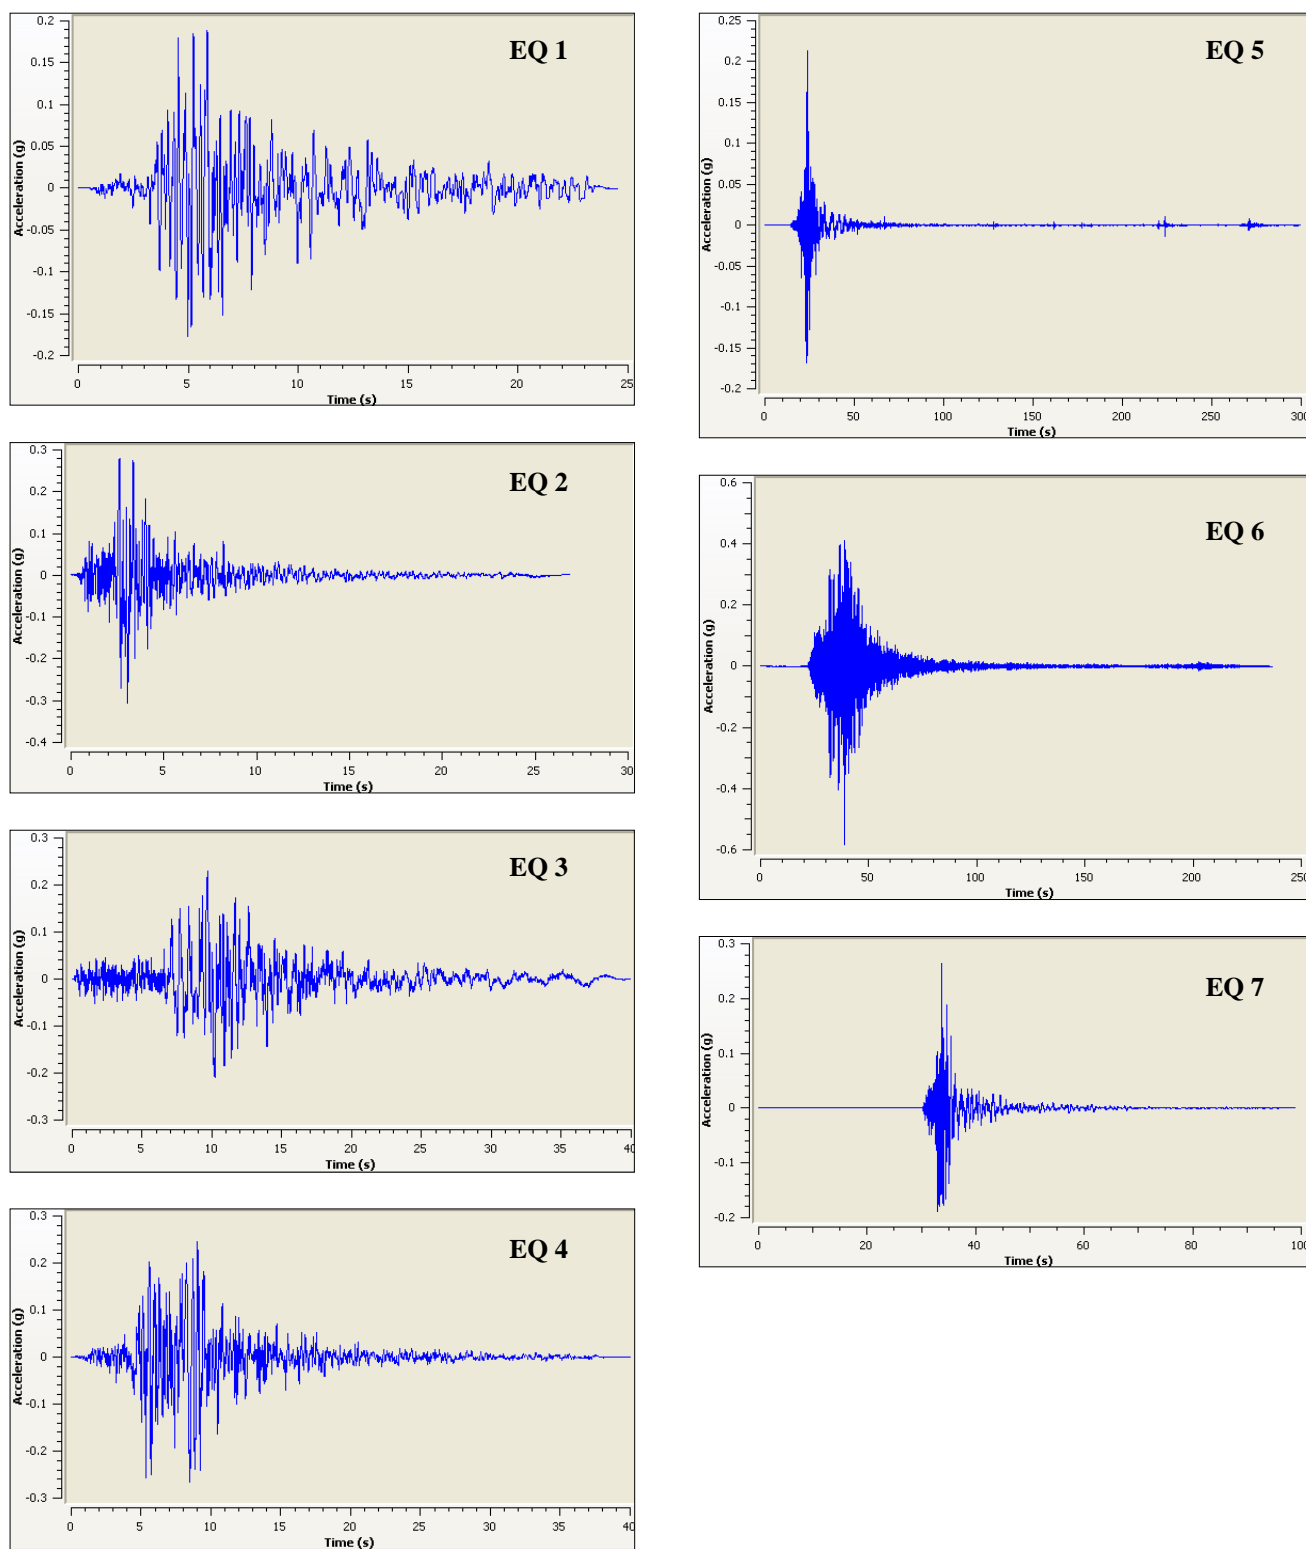 EQ 1
0.2
0.15
0.1
0.05
0
-0.05
-0.1
-0.15
-0.2
Acceleration (g)
0 5 10 15 20 25
Time (s)
EQ 2
0.3
0.2
0.1
0
-0.1
-0.2
-0.3
-0.4
Acceleration (g)
0 5 10 15 20 25 30
Time (s)
EQ 3
0.3
0.2
0.1
0
-0.1
-0.2
-0.3
Acceleration (g)
0 5 10 15 20 25 30 35 40
Time (s)
EQ 4
0.3
0.2
0.1
0
-0.1
-0.2
-0.3
Acceleration (g)
0 5 10 15 20 25 30 35 40
Time (s)
EQ 5
0.25
0.2
0.15
0.1
0.05
0
-0.05
-0.1
-0.15
-0.2
Acceleration (g)
0 50 100 150 200 250 300
Time (s)
EQ 6
0.6
0.4
0.2
0
-0.2
-0.4
-0.6
Acceleration (g)
0 50 100 150 200 250
Time (s)
EQ 7
0.3
0.2
0.1
0
-0.1
-0.2
Acceleration (g)
0 20 40 60 80 100
Time (s)